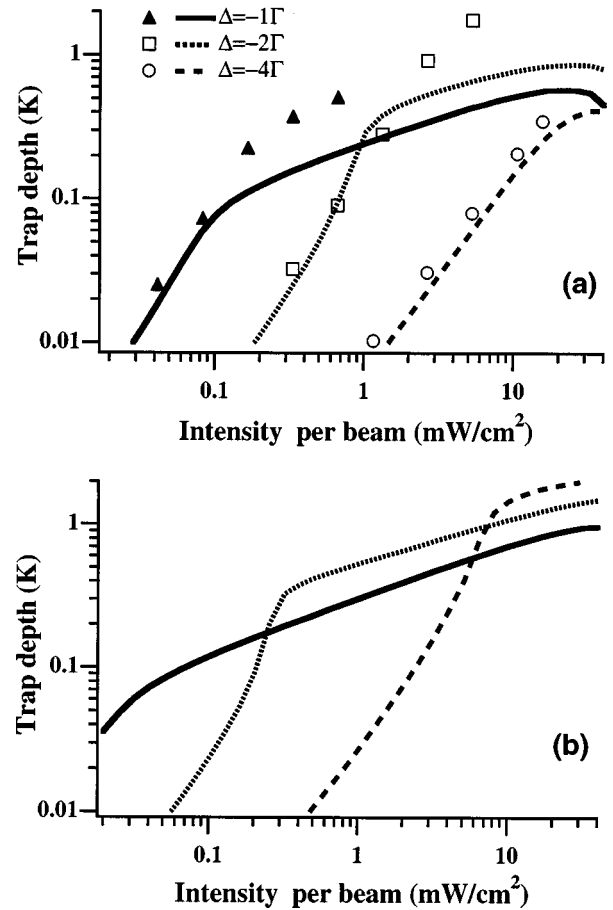 Δ=−1Γ
Δ=−2Γ
Δ=−4Γ
Trap depth (K)
1
0.1
0.01
(a)
0.1
1
10
Intensity per beam (mW/cm²)
Trap depth (K)
1
0.1
0.01
(b)
0.1
1
10
Intensity per beam (mW/cm²)